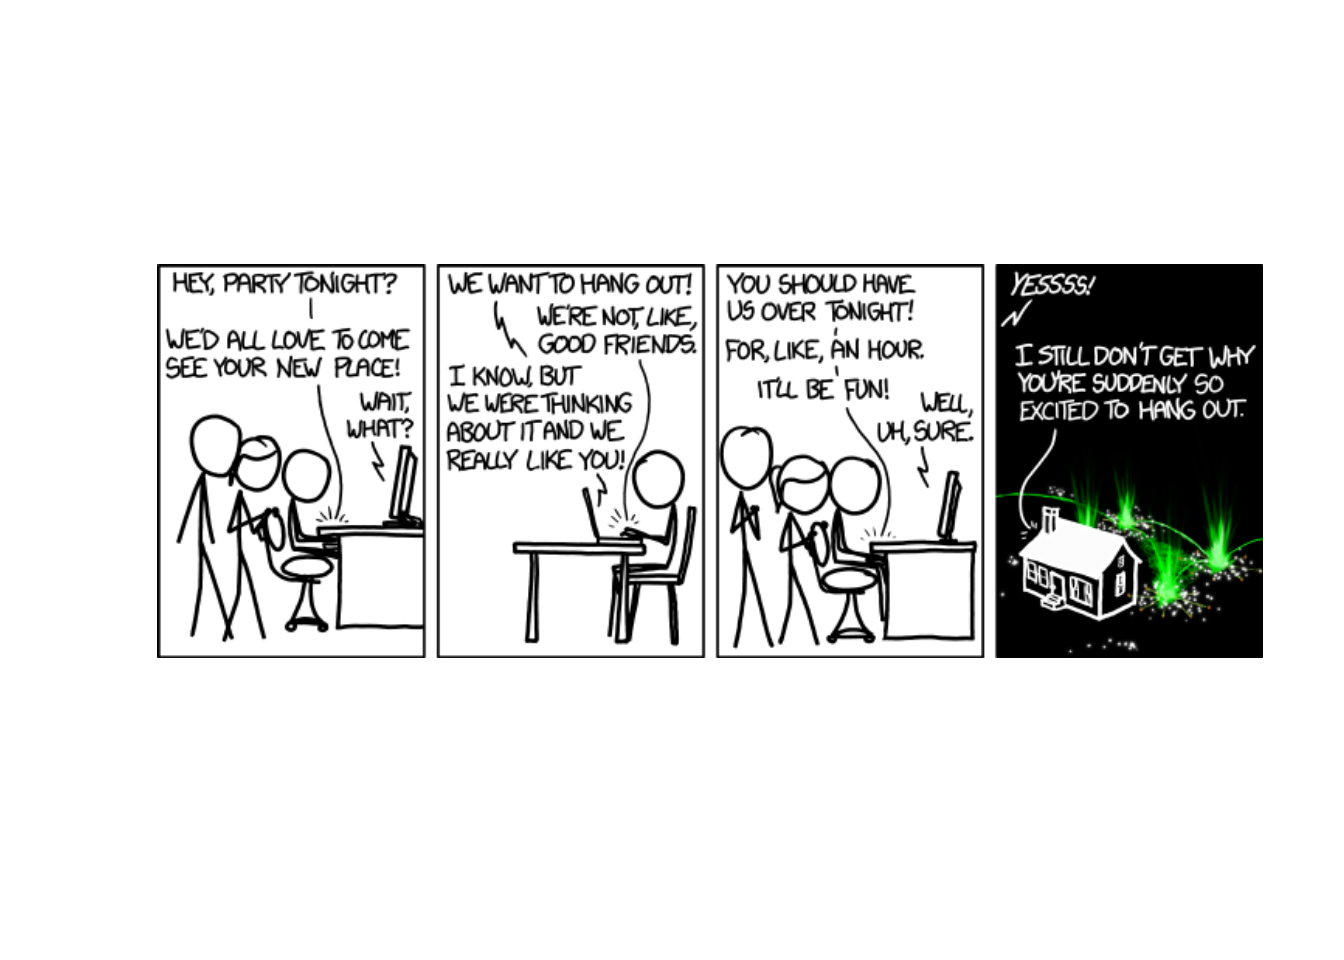 HEY, PARTY TONIGHT?
WE'D ALL LOVE TO COME
SEE YOUR NEW PLACE!
WAIT,
WHAT?
WE WANT TO HANG OUT!
WE'RE NOT, LIKE,
GOOD FRIENDS.
I KNOW, BUT
WE WERE THINKING
ABOUT IT AND WE
REALLY LIKE YOU!
YOU SHOULD HAVE
US OVER TONIGHT!
FOR, LIKE, AN HOUR.
IT'LL BE FUN!
WELL,
UH, SURE.
YESSSS!
I STILL DON'T GET WHY
YOU'RE SUDDENLY SO
EXCITED TO HANG OUT.